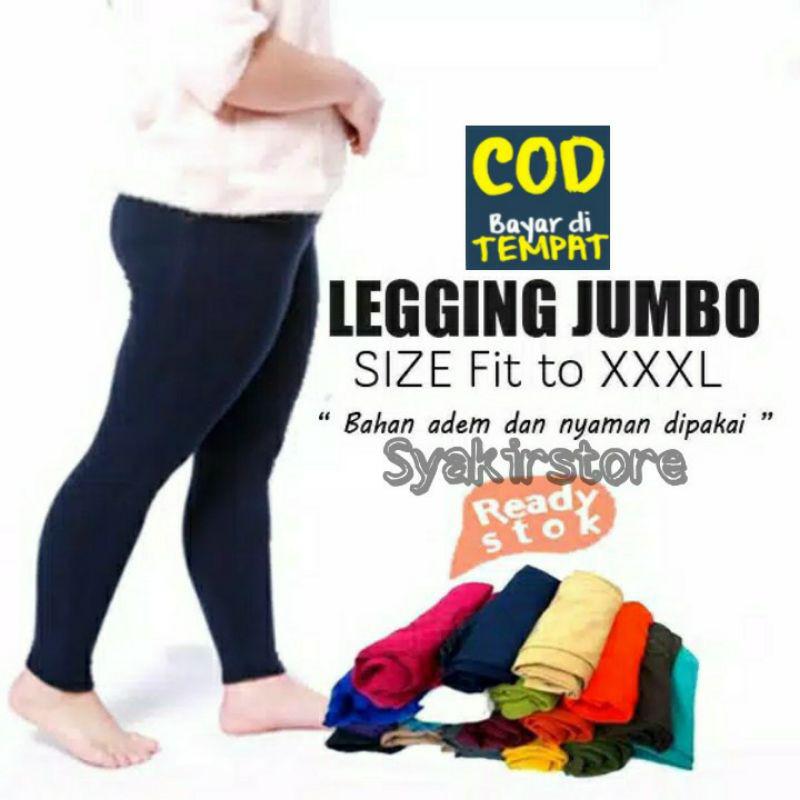 COD
Bayar di
TEMPAT
LEGGING JUMBO
SIZE Fit to XXXL
“ Bahan adem dan nyaman dipakai ”
Syakirstore
Ready
stok